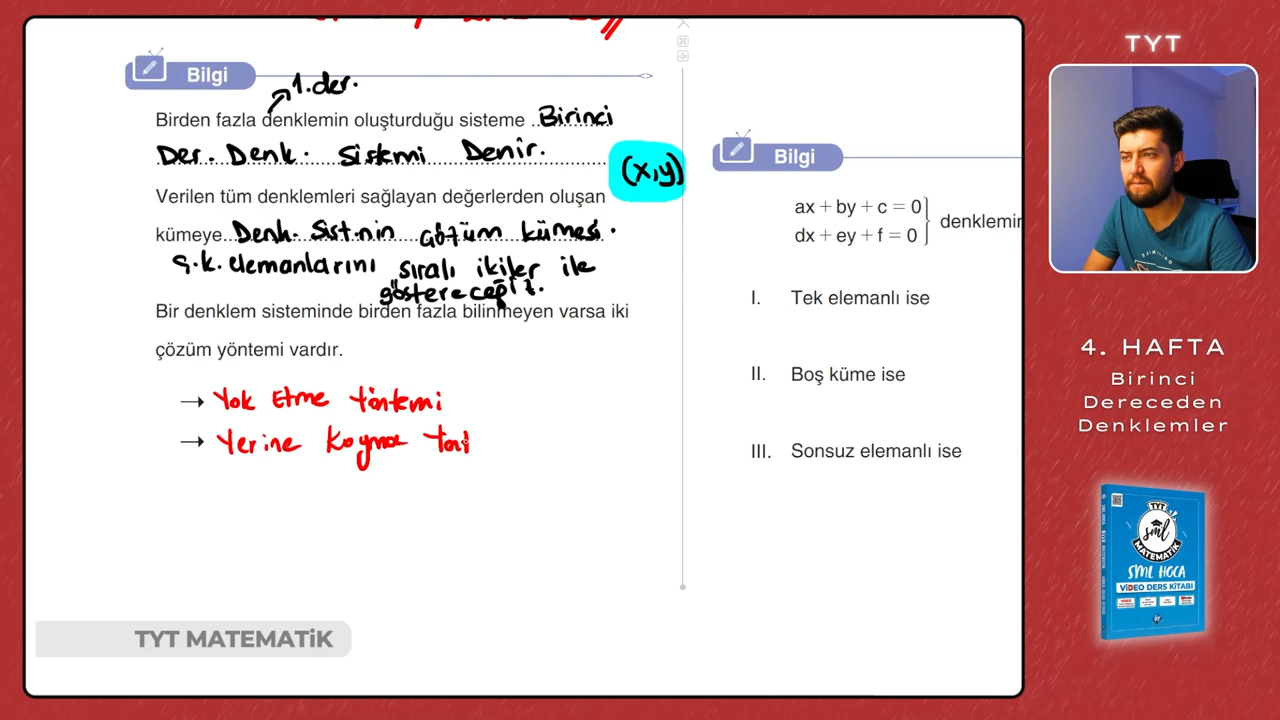 Bilgi
1.der.
Birden fazla denklemin oluşturduğu sisteme Birinci
Der. Denk. Sistemi Denir.
(x,y)
Verilen tüm denklemleri sağlayan değerlerden oluşan
kümeye Denk. Sist.nin çözüm kümesi.
Ç.k. elemanlarını sıralı ikiler ile
göstereceğiz.
Bir denklem sisteminde birden fazla bilinmeyen varsa iki
çözüm yöntemi vardır.
→ Yok Etme Yöntemi
→ Yerine Koyma
TYT MATEMATİK
Bilgi
ax + by + c = 0
dx + ey + f = 0
denklemin
I. Tek elemanlı ise
II. Boş küme ise
III. Sonsuz elemanlı ise
TYT
4. HAFTA
Birinci
Dereceden
Denklemler
TYT
sml
MATEMATİK
SML HOCA
VİDEO DERS KİTABI